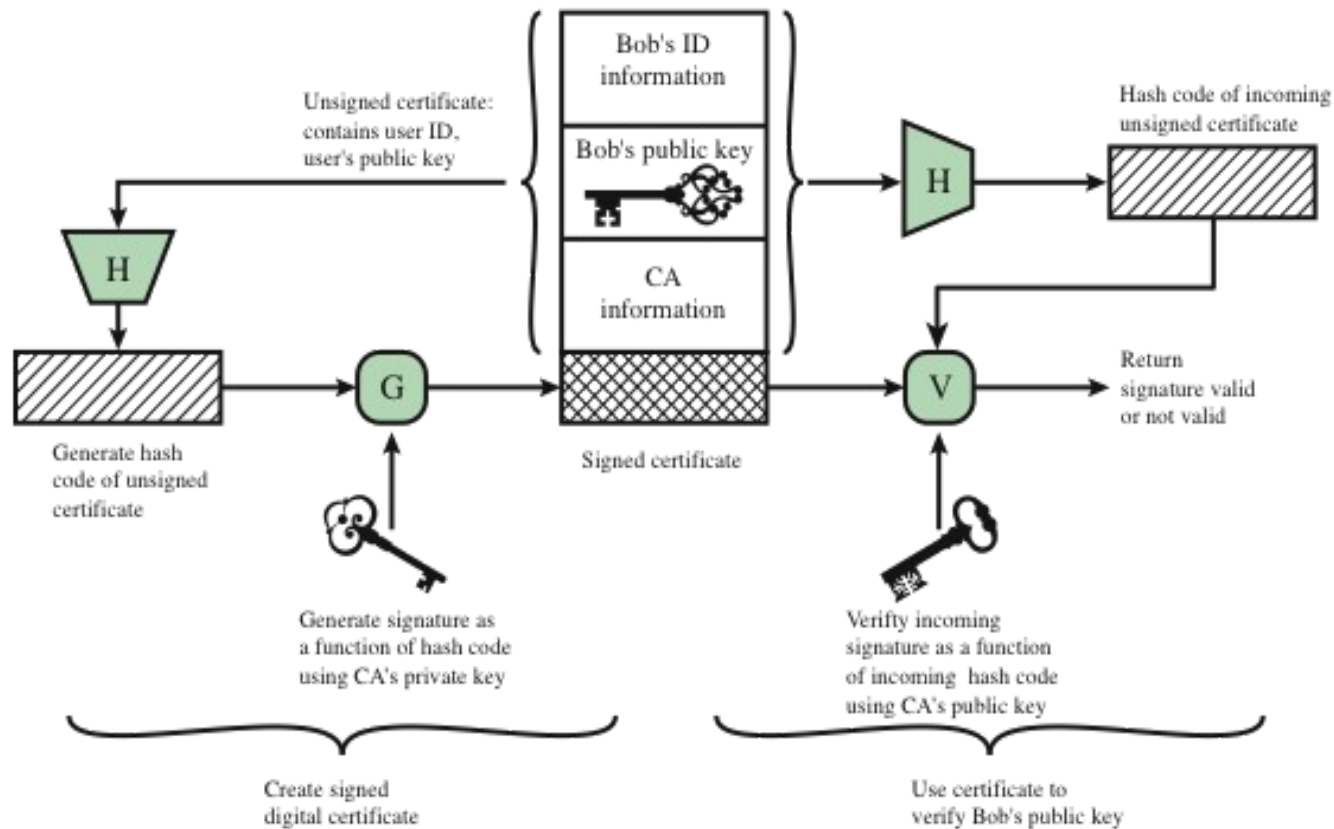 Bob's ID
information
Unsigned certificate:
contains user ID,
user's public key
Bob's public key
Hash code of incoming
unsigned certificate
H
H
CA
information
G
V
Return
signature valid
or not valid
Generate hash
code of unsigned
certificate
Signed certificate
Generate signature as
a function of hash code
using CA's private key
Verifty incoming
signature as a function
of incoming hash code
using CA's public key
Create signed
digital certificate
Use certificate to
verify Bob's public key